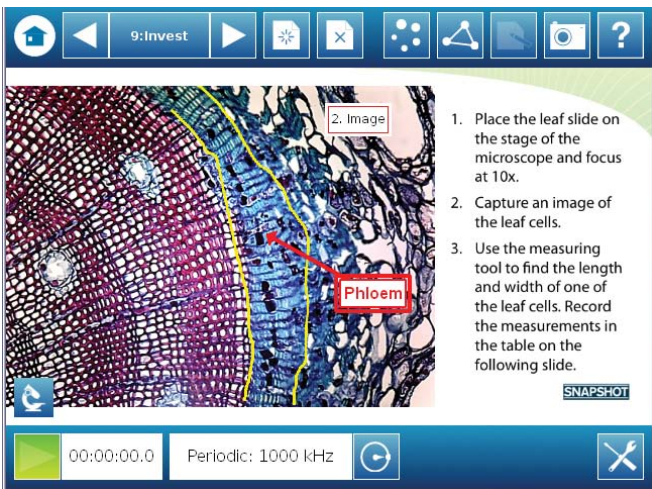 9:Invest
?
2. Image
Phloem
1. Place the leaf slide on
the stage of the
microscope and focus
at 10x.
2. Capture an image of
the leaf cells.
3. Use the measuring
tool to find the length
and width of one of
the leaf cells. Record
the measurements in
the table on the
following slide.
SNAPSHOT
00:00:00.0
Periodic: 1000 kHz